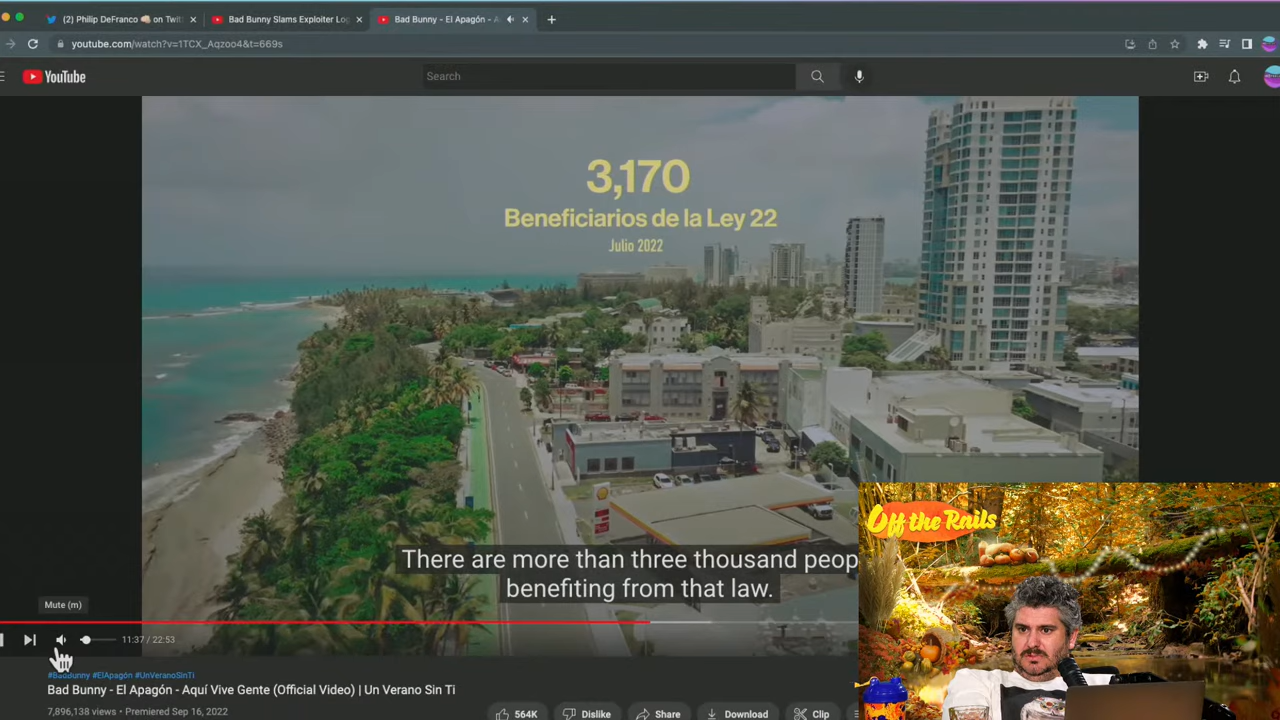 (2) Philip DeFranco 🧠 on Twit
Bad Bunny Slams Exploiter Log
Bad Bunny - El Apagón - A
youtube.com/watch?v=1TCX_Aqzoo4&t=669s
YouTube
Search
3,170
Beneficiarios de la Ley 22
Julio 2022
There are more than three thousand peop
benefiting from that law.
Off the Rails
Mute (m)
11:37 / 22:53
#BadBunny #ElApagón #UnVeranoSinTi
Bad Bunny - El Apagón - Aquí Vive Gente (Official Video) | Un Verano Sin Ti
7,896,138 views • Premiered Sep 16, 2022
564K
Dislike
Share
Download
Clip